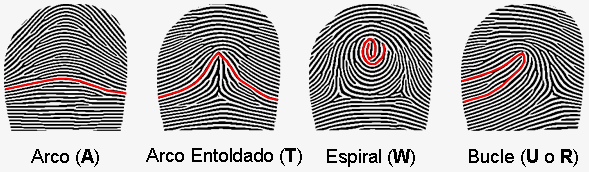 Arco (A)
Arco Entoldado (T)
Espiral (W)
Bucle (U o R)